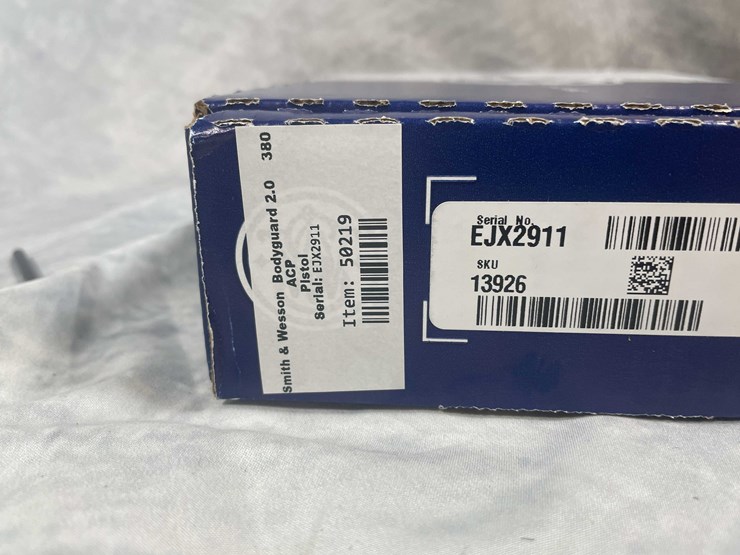 Smith & Wesson Bodyguard 2.0 380
ACP
Pistol
Serial: EJX2911
Item: 50219
Serial No.
EJX2911
SKU
13926